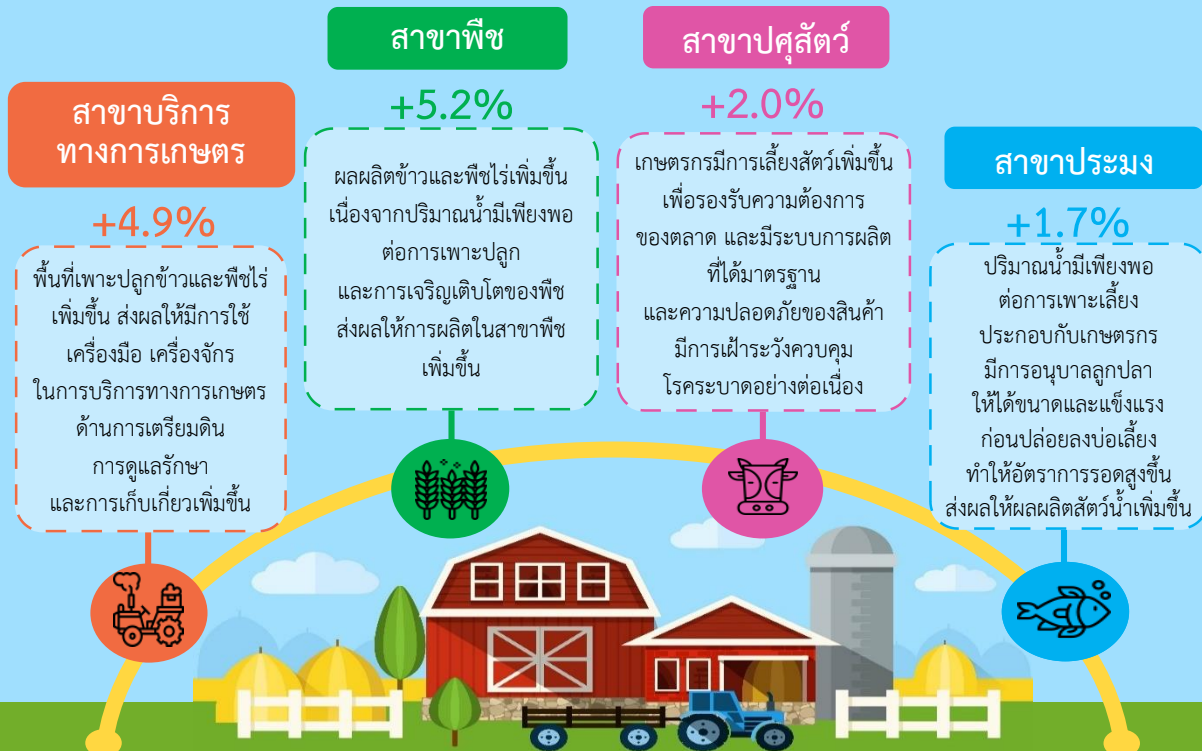 สาขาบริการ
ทางการเกษตร
+4.9%
พื้นที่เพาะปลูกข้าวและพืชไร่
เพิ่มขึ้น ส่งผลให้มีการใช้
เครื่องมือ เครื่องจักร
ในการบริการทางการเกษตร
ด้านการเตรียมดิน
การดูแลรักษา
และการเก็บเกี่ยวเพิ่มขึ้น
สาขาพืช
+5.2%
ผลผลิตข้าวและพืชไร่เพิ่มขึ้น
เนื่องจากปริมาณน้ำมีเพียงพอ
ต่อการเพาะปลูก
และการเจริญเติบโตของพืช
ส่งผลให้การผลิตในสาขาพืช
เพิ่มขึ้น
สาขาปศุสัตว์
+2.0%
เกษตรกรมีการเลี้ยงสัตว์เพิ่มขึ้น
เพื่อรองรับความต้องการ
ของตลาด และมีระบบการผลิต
ที่ได้มาตรฐาน
และความปลอดภัยของสินค้า
มีการเฝ้าระวังควบคุม
โรคระบาดอย่างต่อเนื่อง
สาขาประมง
+1.7%
ปริมาณน้ำมีเพียงพอ
ต่อการเพาะเลี้ยง
ประกอบกับเกษตรกร
มีการอนุบาลลูกปลา
ให้ได้ขนาดและแข็งแรง
ก่อนปล่อยลงบ่อเลี้ยง
ทำให้อัตราการรอดสูงขึ้น
ส่งผลให้ผลผลิตสัตว์น้ำเพิ่มขึ้น